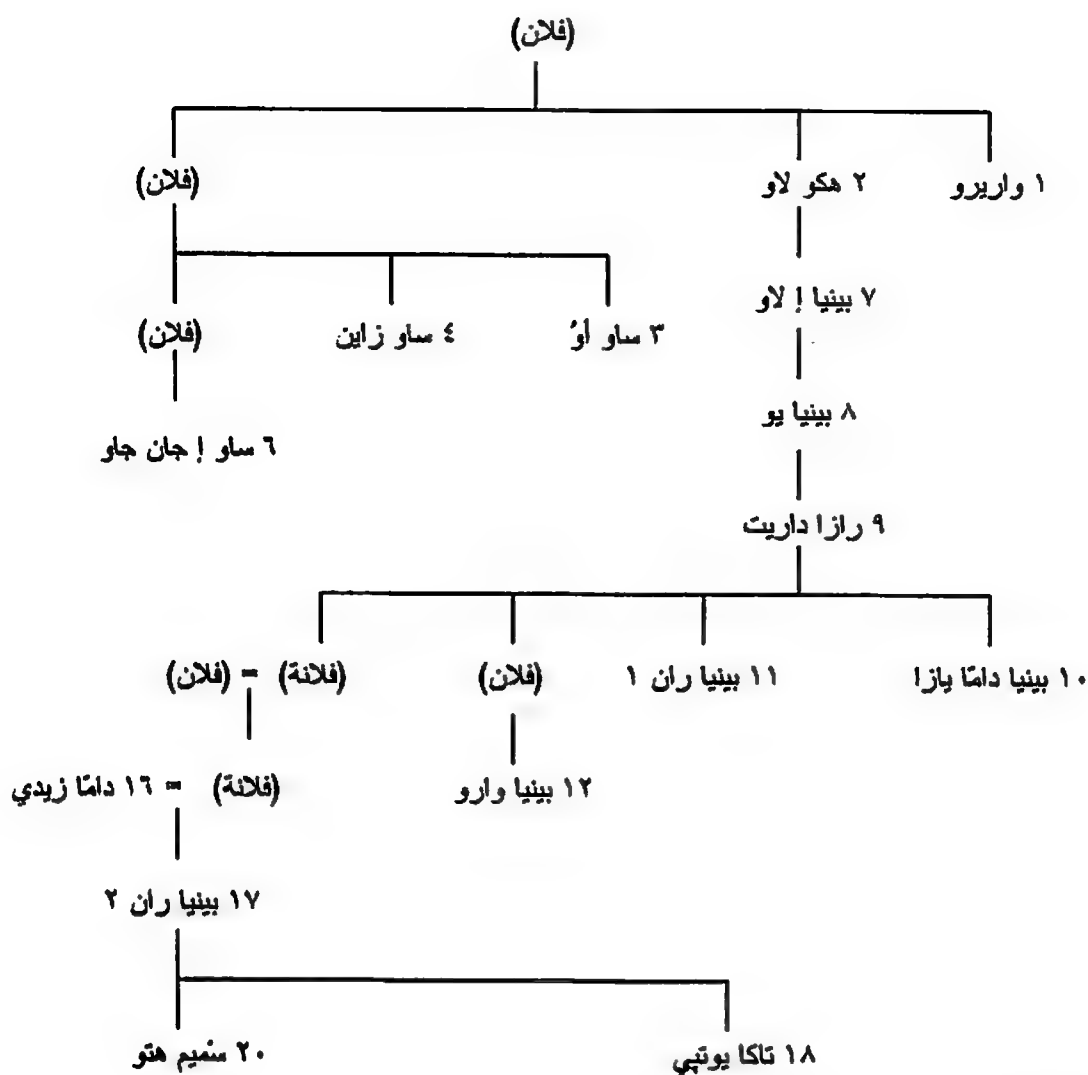 (فلان)
١ واريرو ٢ هكو لاو (فلان)
٧ بينيا إ لاو
٣ ساو أو ٤ ساو زاين (فلان)
٨ بينيا يو
٦ ساو إ جان جاو
٩ رازا داريت
١٠ بينيا دامّا يازا ١١ بينيا ران ١ (فلان) (فلانة) = (فلان)
١٢ بينيا وارو (فلانة) = ١٦ دامّا زيدي
١٧ بينيا ران ٢
١٨ تاكا يوتبي ٢٠ سميم هتو